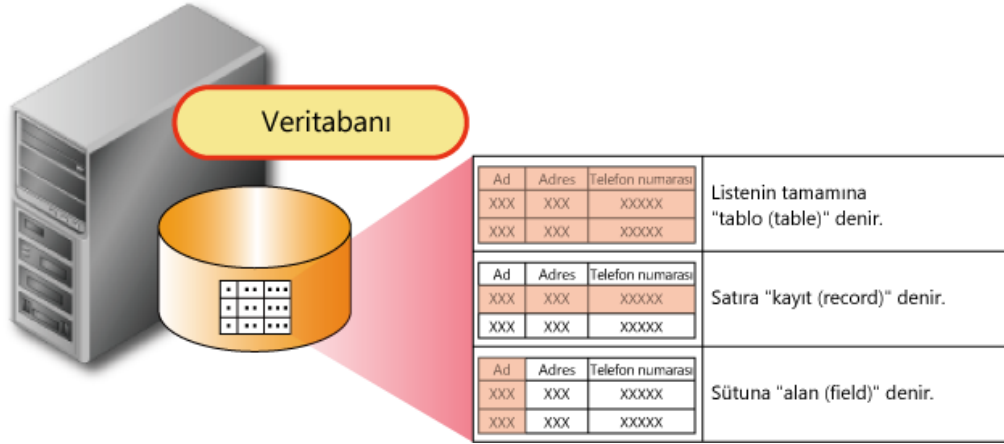 Veritabanı
Ad Adres Telefon numarası
XXX XXX XXXXX
XXX XXX XXXXX
Listenin tamamına
"tablo (table)" denir.
Ad Adres Telefon numarası
XXX XXX XXXXX
XXX XXX XXXXX
Satıra "kayıt (record)" denir.
Ad Adres Telefon numarası
XXX XXX XXXXX
XXX XXX XXXXX
Sütuna "alan (field)" denir.